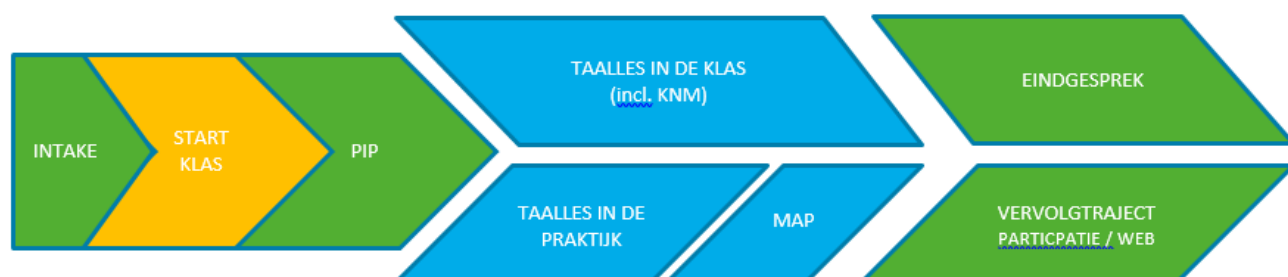 INTAKE
START
KLAS
PIP
TAALLES IN DE KLAS
(incl. KNM)
TAALLES IN DE
PRAKTIJK
MAP
EINDGESPREK
VERVOLGTRAJECT
PARTICPATIE / WEB